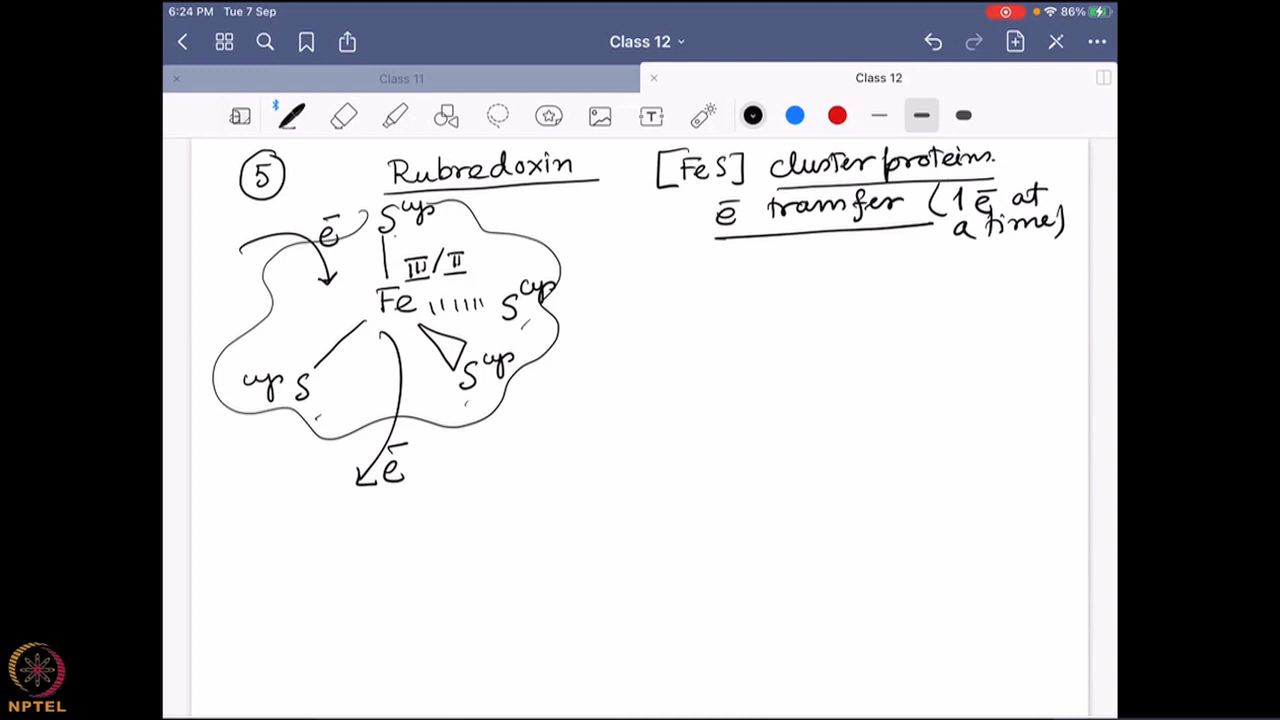 6:24 PM Tue 7 Sep
86%
Class 12
Class 11
Class 12
5 Rubredoxin [FeS] cluster proteins.
ē transfer (1 ē at
a time)
S cys
ē
III/II
Fe S cys
cys S
S cys
ē
NPTEL